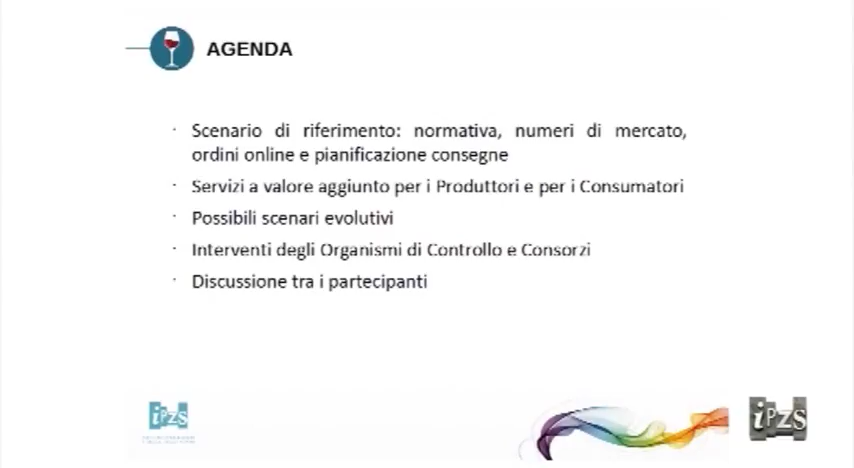 AGENDA
· Scenario di riferimento: normativa, numeri di mercato,
ordini online e pianificazione consegne
· Servizi a valore aggiunto per i Produttori e per i Consumatori
· Possibili scenari evolutivi
· Interventi degli Organismi di Controllo e Consorzi
· Discussione tra i partecipanti
iPZS
iPZS